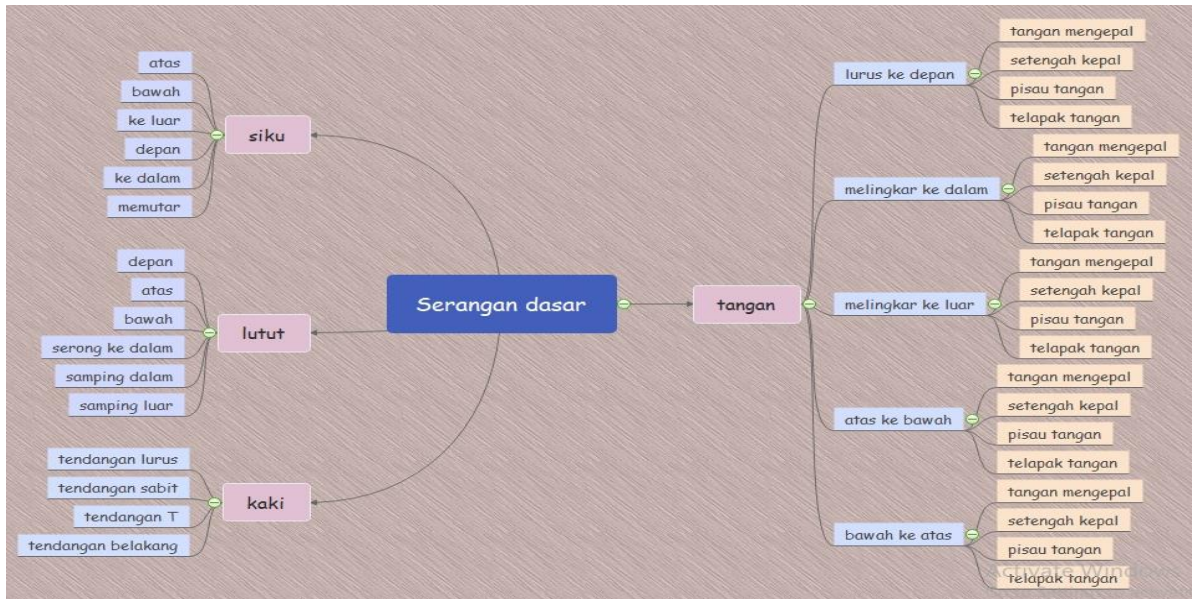 Serangan dasar
siku
atas
bawah
ke luar
depan
ke dalam
memutar
lutut
depan
atas
bawah
serong ke dalam
samping dalam
samping luar
kaki
tendangan lurus
tendangan sabit
tendangan T
tendangan belakang
tangan
lurus ke depan
tangan mengepal
setengah kepal
pisau tangan
telapak tangan
melingkar ke dalam
tangan mengepal
setengah kepal
pisau tangan
telapak tangan
melingkar ke luar
tangan mengepal
setengah kepal
pisau tangan
telapak tangan
atas ke bawah
tangan mengepal
setengah kepal
pisau tangan
telapak tangan
bawah ke atas
tangan mengepal
setengah kepal
pisau tangan
telapak tangan
Activate Windows